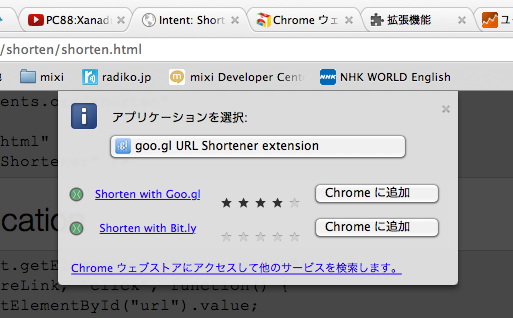 PC88:Xanad
Intent: Short
Chrome ウェ
拡張機能
ユー
/shorten/shorten.html
mixi
radiko.jp
mixi Developer Cent
NHK WORLD English
ents.c
アプリケーションを選択:
html"
goo.gl URL Shortener extension
Shortener"
Shorten with Goo.gl
Chrome に追加
cati
Shorten with Bit.ly
Chrome に追加
t.getE
Chrome ウェブストアにアクセスして他のサービスを検索します。
reLink, "click", function() {
tElementById("url").value;